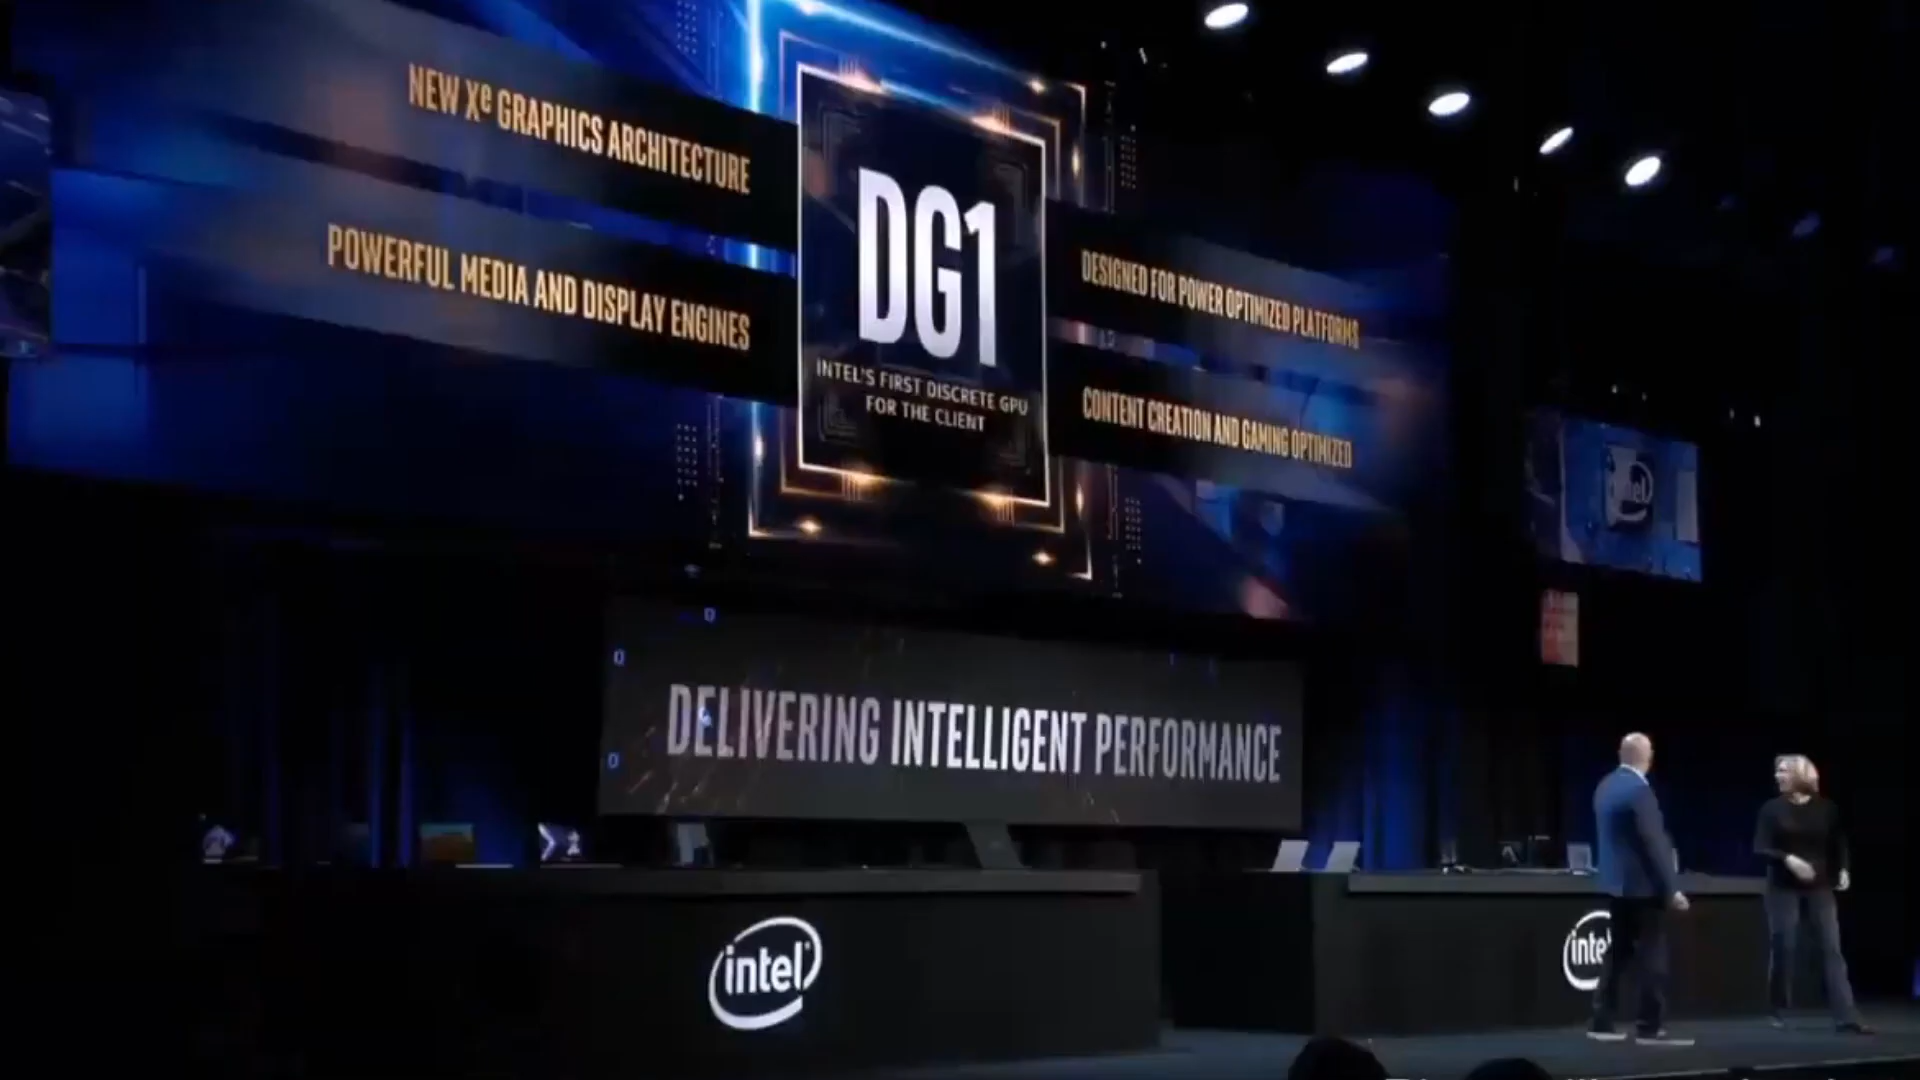 NEW Xe GRAPHICS ARCHITECTURE
POWERFUL MEDIA AND DISPLAY ENGINES
DG1
INTEL'S FIRST DISCRETE GPU
FOR THE CLIENT
DESIGNED FOR POWER OPTIMIZED PLATFORMS
CONTENT CREATION AND GAMING OPTIMIZED
intel
DELIVERING INTELLIGENT PERFORMANCE
intel
inte